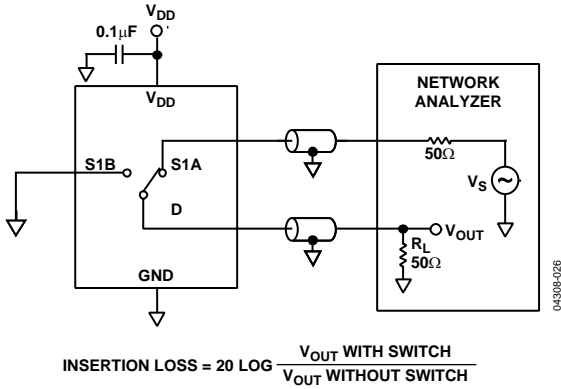 V_DD
0.1μF
V_DD
NETWORK
ANALYZER
S1B
S1A
50Ω
V_S
D
V_OUT
R_L
50Ω
GND
04308-026
INSERTION LOSS = 20 LOG V_OUT WITH SWITCH
V_OUT WITHOUT SWITCH